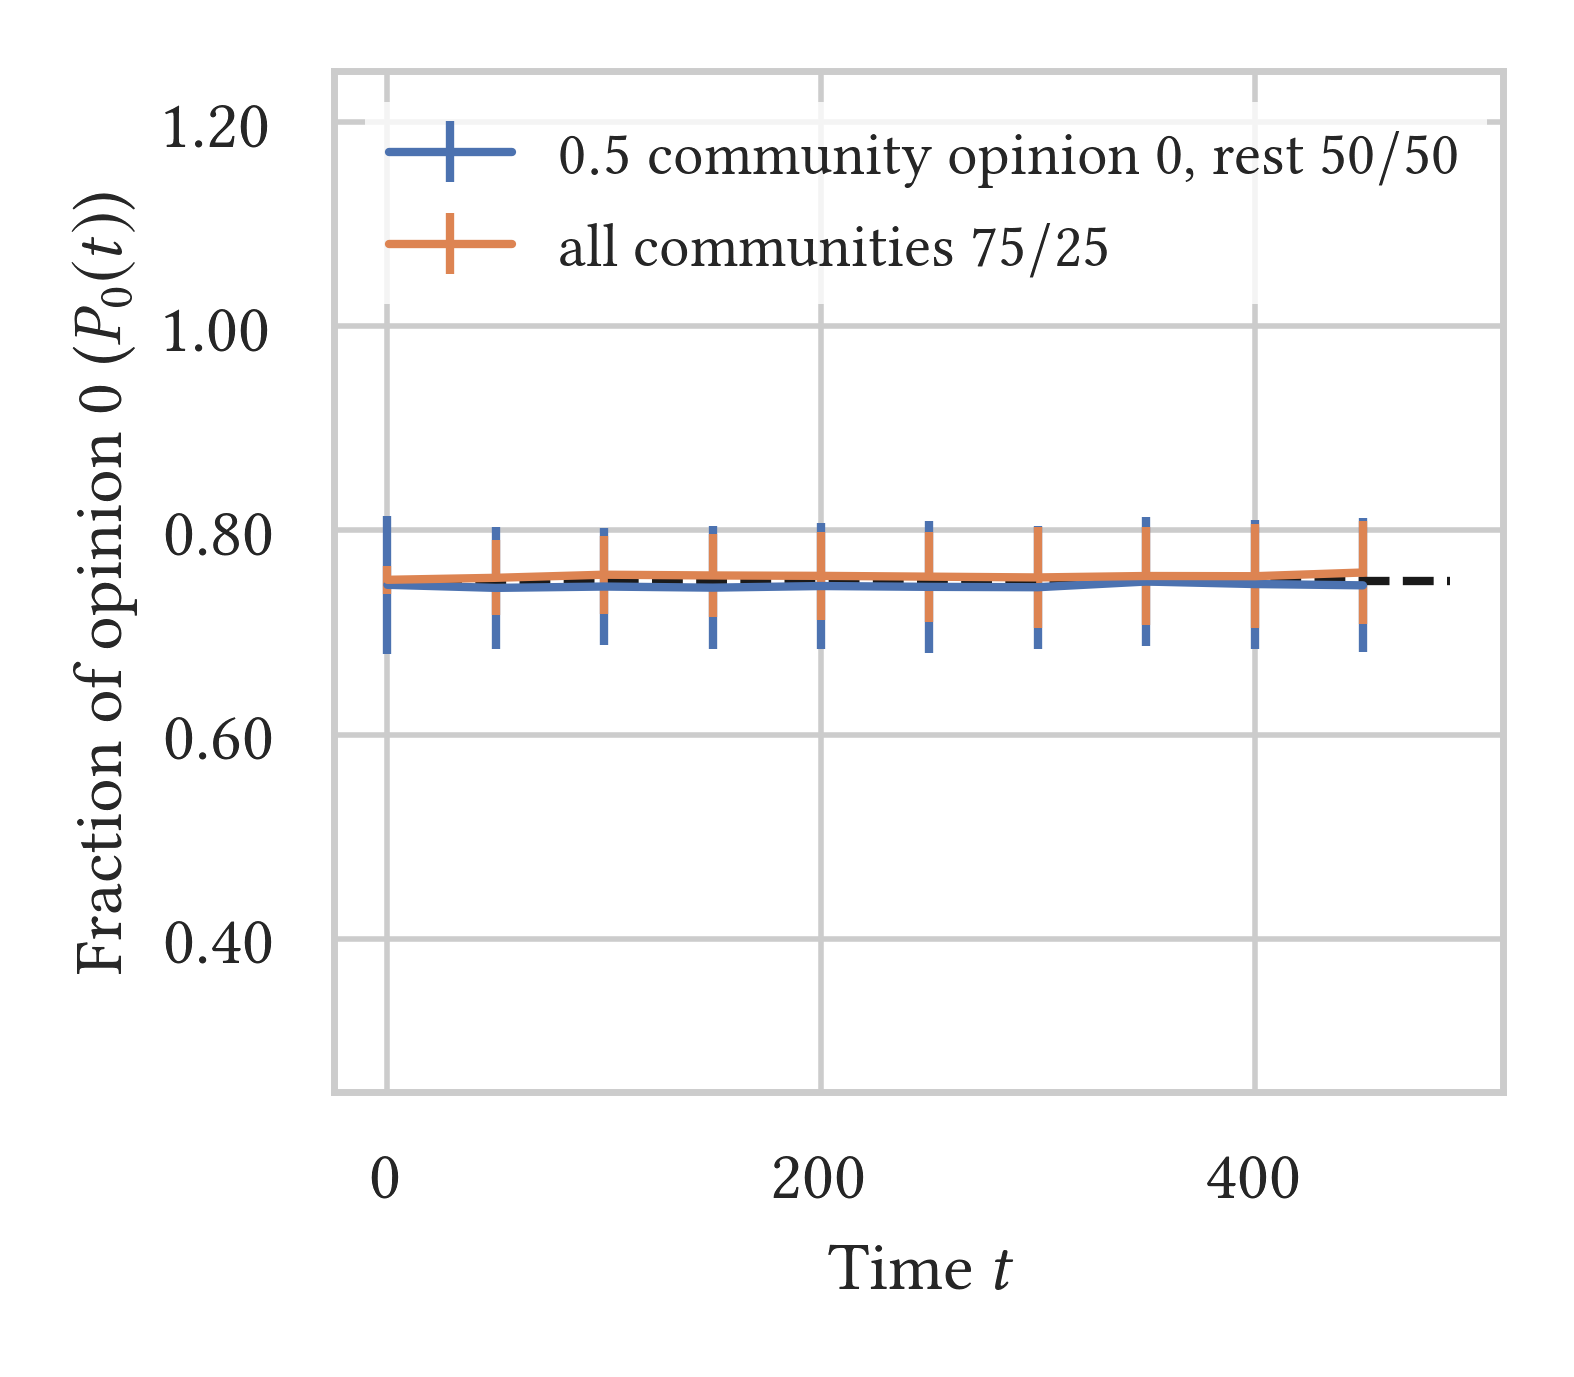 1.20
1.00
0.80
0.60
0.40
Fraction of opinion 0 (P₀(t))
0.5 community opinion 0, rest 50/50
all communities 75/25
0 200 400
Time t